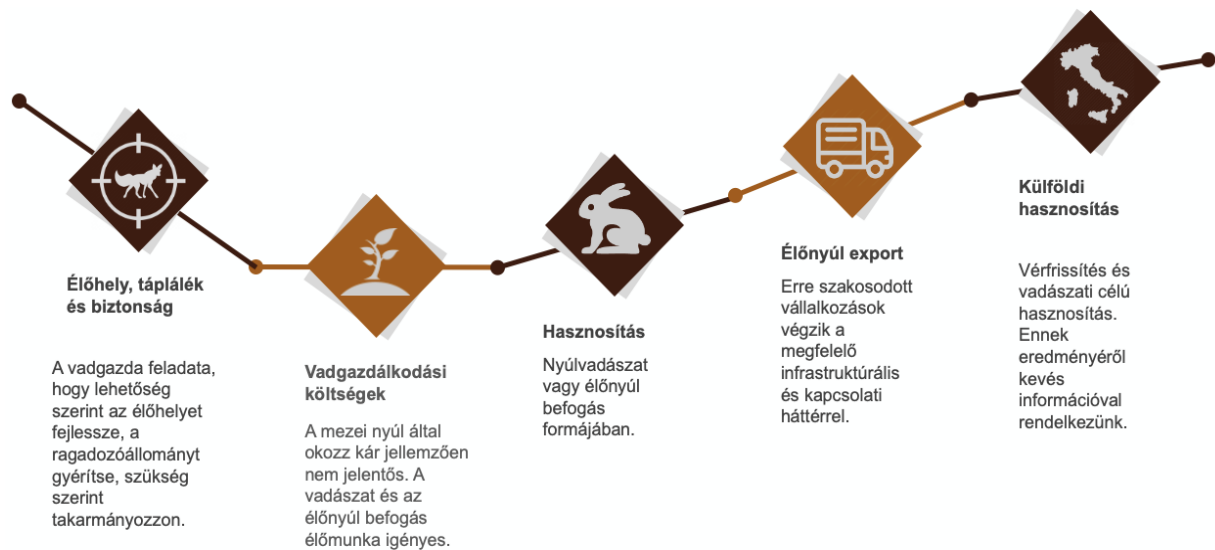 Élőhely, táplálék
és biztonság
A vadgazda feladata,
hogy lehetőség
szerint az élőhelyet
fejlessze, a
ragadozóállományt
gyérítse, szükség
szerint
takarmányozzon.
Vadgazdálkodási
költségek
A mezei nyúl által
okozz kár jellemzően
nem jelentős. A
vadászat és az
élőnyúl befogás
élőmunka igényes.
Hasznosítás
Nyúlvadászat
vagy élőnyúl
befogás
formájában.
Élőnyúl export
Erre szakosodott
vállalkozások
végzik a
megfelelő
infrastruktúrális
és kapcsolati
háttérrel.
Külföldi
hasznosítás
Vérfrissítés és
vadászati célú
hasznosítás.
Ennek
eredményéről
kevés
információval
rendelkezünk.